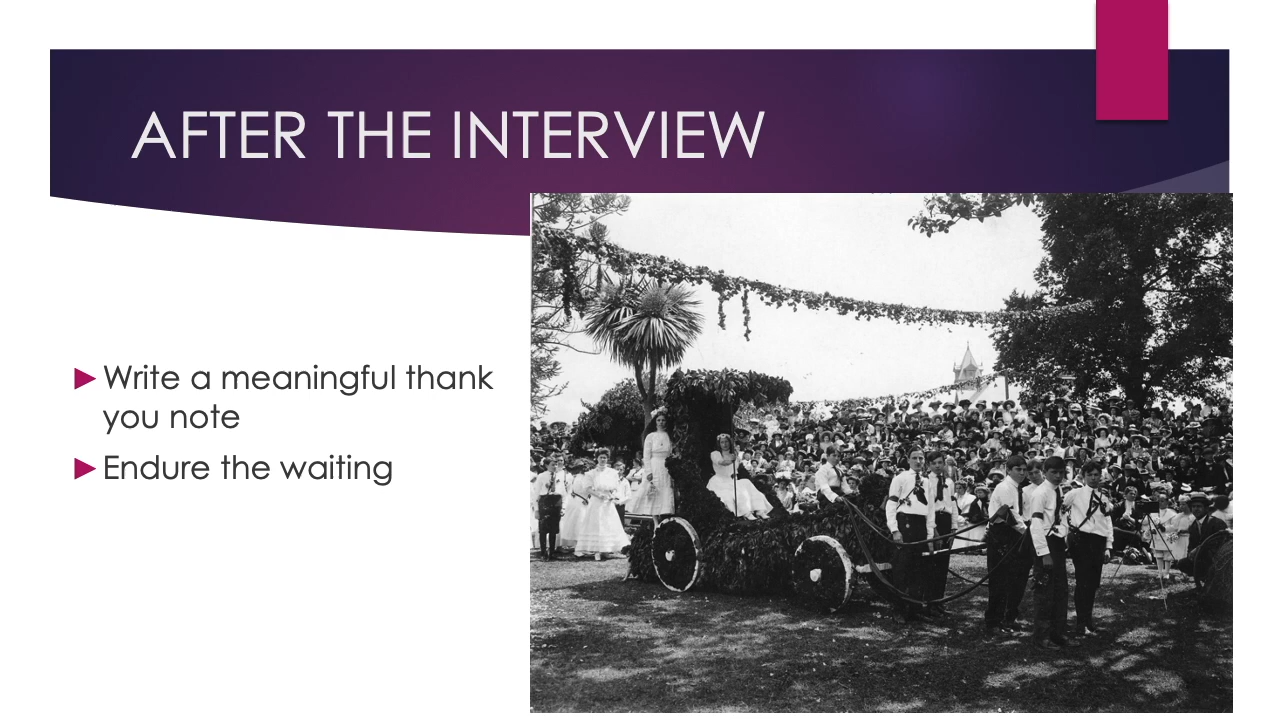 AFTER THE INTERVIEW
Write a meaningful thank
you note
Endure the waiting